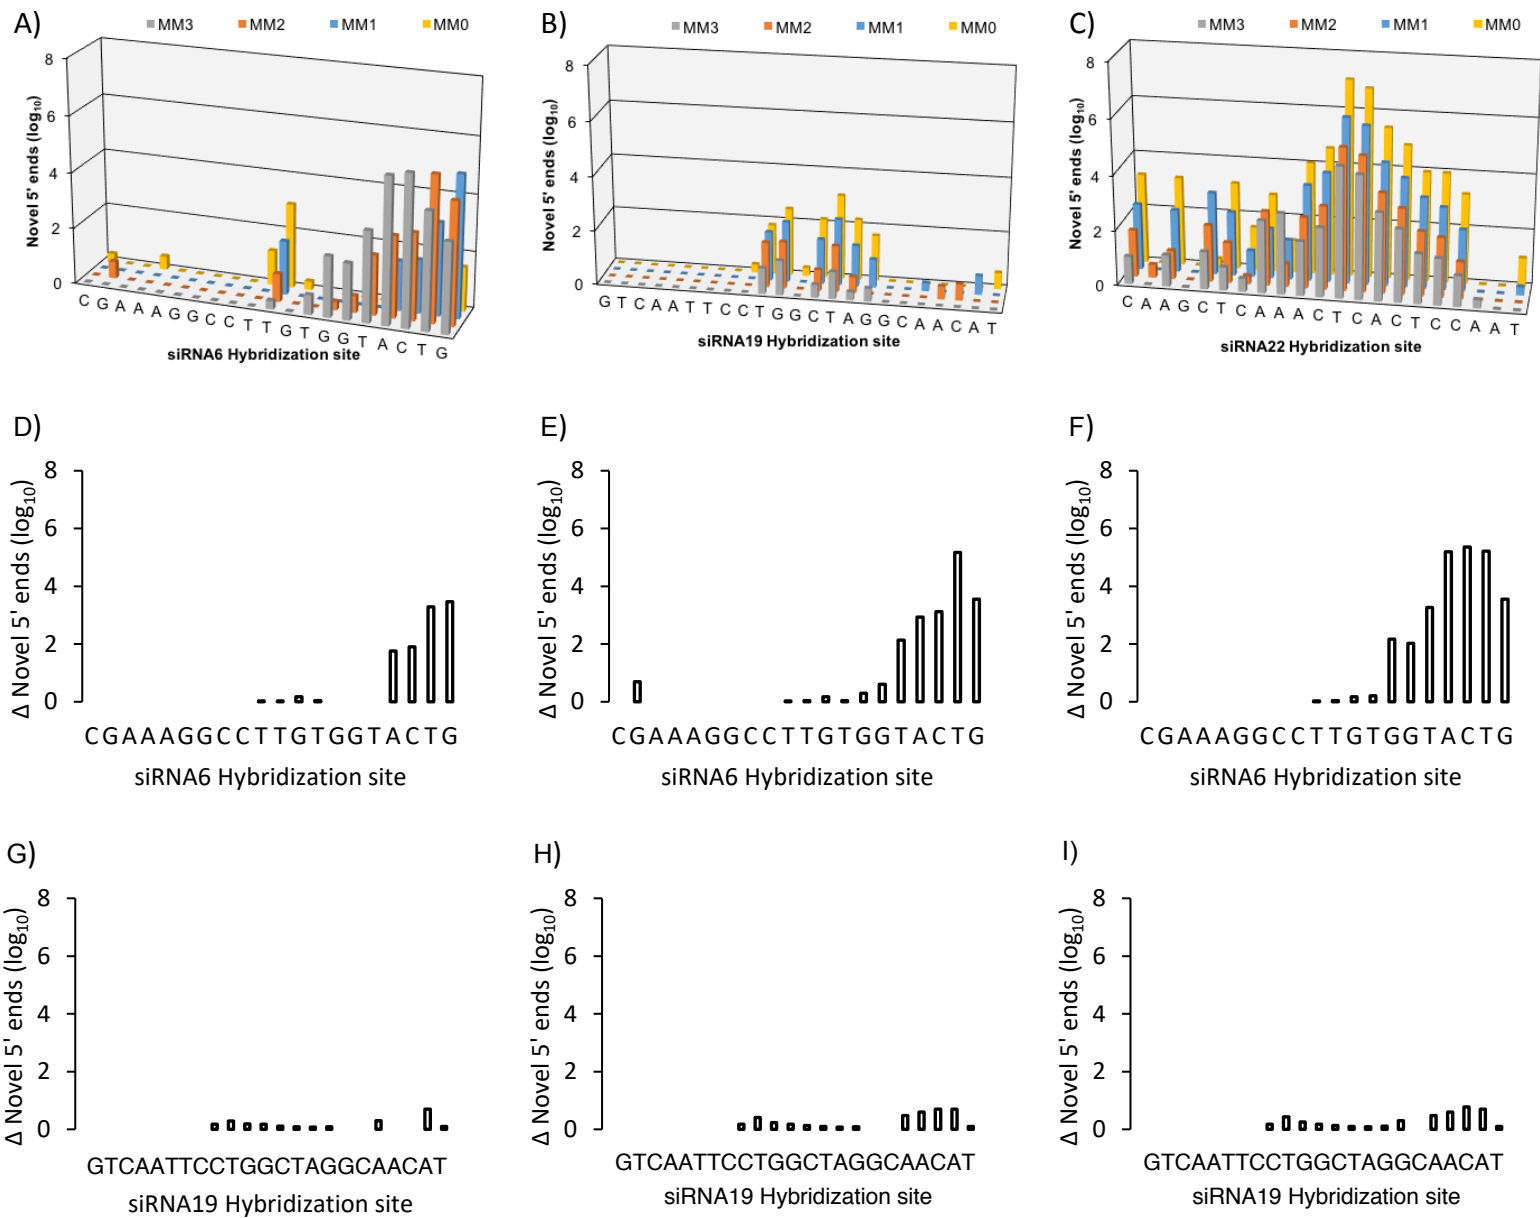 A)
MM3 MM2 MM1 MM0
Novel 5' ends (log10)
8
6
4
2
0
C G A A A G G C C T T G T G G T A C T G
siRNA6 Hybridization site
B)
MM3 MM2 MM1 MM0
Novel 5' ends (log10)
8
6
4
2
0
G T C A A T T C C T G G C T A G G C A A C A T
siRNA19 Hybridization site
C)
MM3 MM2 MM1 MM0
Novel 5' ends (log10)
8
6
4
2
0
C A A G C T C A A A C T C A C T C C A A T
siRNA22 Hybridization site
D)
Δ Novel 5' ends (log10)
8
6
4
2
0
C G A A A G G C C T T G T G G T A C T G
siRNA6 Hybridization site
E)
Δ Novel 5' ends (log10)
8
6
4
2
0
C G A A A G G C C T T G T G G T A C T G
siRNA6 Hybridization site
F)
Δ Novel 5' ends (log10)
8
6
4
2
0
C G A A A G G C C T T G T G G T A C T G
siRNA6 Hybridization site
G)
Δ Novel 5' ends (log10)
8
6
4
2
0
GTCAATTCCTGGCTAGGCAACAT
siRNA19 Hybridization site
H)
Δ Novel 5' ends (log10)
8
6
4
2
0
GTCAATTCCTGGCTAGGCAACAT
siRNA19 Hybridization site
I)
Δ Novel 5' ends (log10)
8
6
4
2
0
GTCAATTCCTGGCTAGGCAACAT
siRNA19 Hybridization site